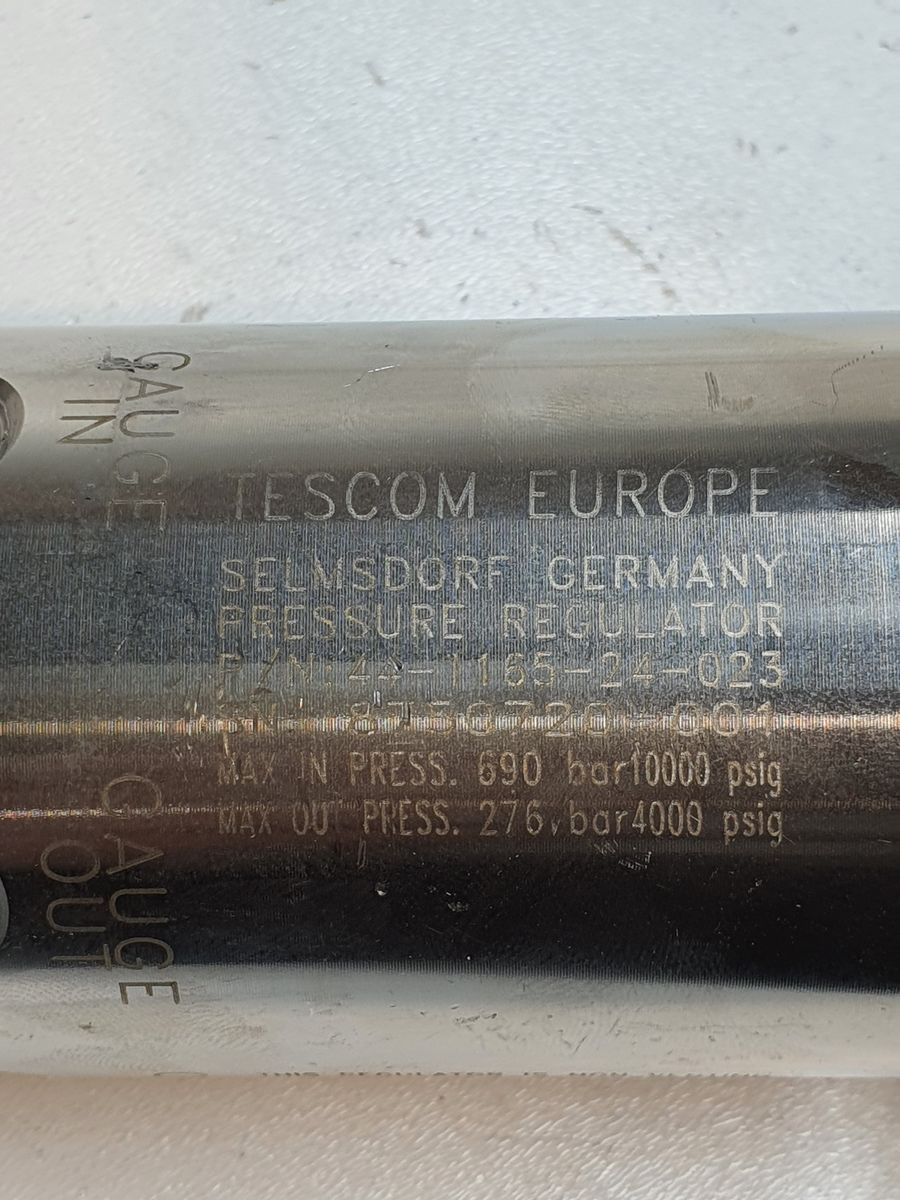 GAUGE
IN
TESCOM EUROPE
SELMSDORF GERMANY
PRESSURE REGULATOR
P/N: 44-1165-24-023
SN:
MAX IN PRESS. 690 bar10000 psig
MAX OUT PRESS. 276 bar4000 psig
GAUGE
OUT